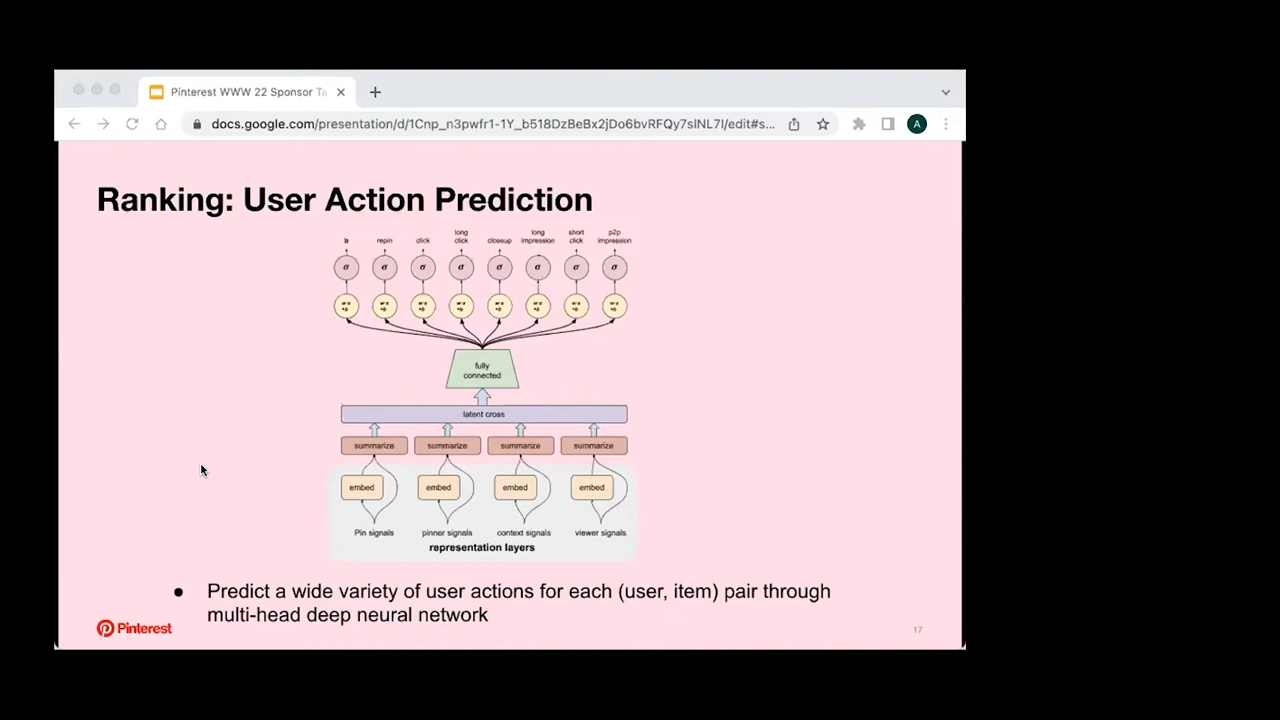 Pinterest WWW 22 Sponsor Ta
docs.google.com/presentation/d/1Cnp_n3pwfr1-1Y_b518DzBeBx2jDo6bvRFQy7slNL7I/edit#s...
A
Ranking: User Action Prediction
repin click long click closeup long impression short click p2p impression
σ σ σ σ σ σ σ σ
fully
connected
latent cross
summarize summarize summarize summarize
embed embed embed embed
Pin signals pinner signals context signals viewer signals
representation layers
● Predict a wide variety of user actions for each (user, item) pair through
multi-head deep neural network
Pinterest
17